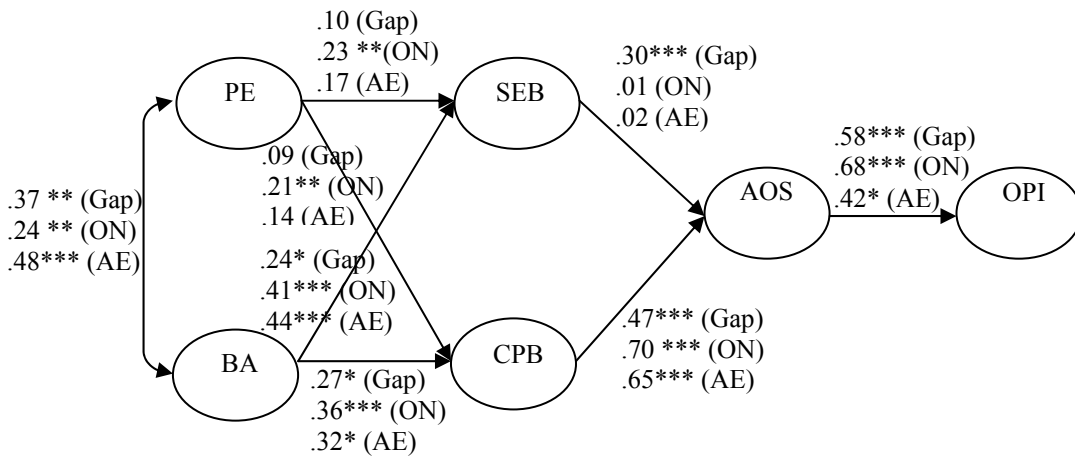 .10 (Gap)
.23 **(ON)
.17 (AE)
PE
SEB
.30*** (Gap)
.01 (ON)
.02 (AE)
.09 (Gap)
.21** (ON)
.14 (AE)
.37 ** (Gap)
.24 ** (ON)
.48*** (AE)
AOS
.58*** (Gap)
.68*** (ON)
.42* (AE)
OPI
.24* (Gap)
.41*** (ON)
.44*** (AE)
BA
CPB
.27* (Gap)
.36*** (ON)
.32* (AE)
.47*** (Gap)
.70 *** (ON)
.65*** (AE)